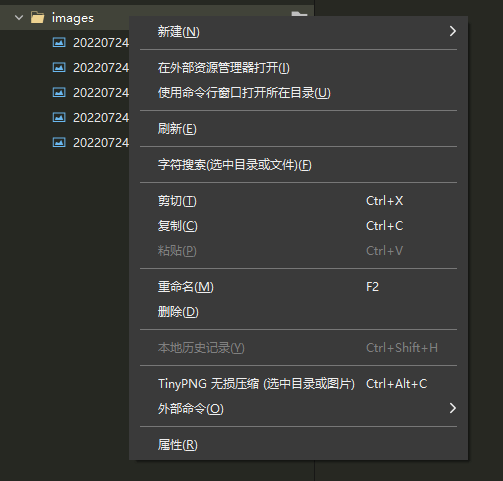 images
20220724
20220724
20220724
20220724
20220724
新建(N)
在外部资源管理器打开(I)
使用命令行窗口打开所在目录(U)
刷新(E)
字符搜索(选中目录或文件)(F)
剪切(T) Ctrl+X
复制(C) Ctrl+C
粘贴(P) Ctrl+V
重命名(M) F2
删除(D)
本地历史记录(Y) Ctrl+Shift+H
TinyPNG 无损压缩 (选中目录或图片) Ctrl+Alt+C
外部命令(O)
属性(R)